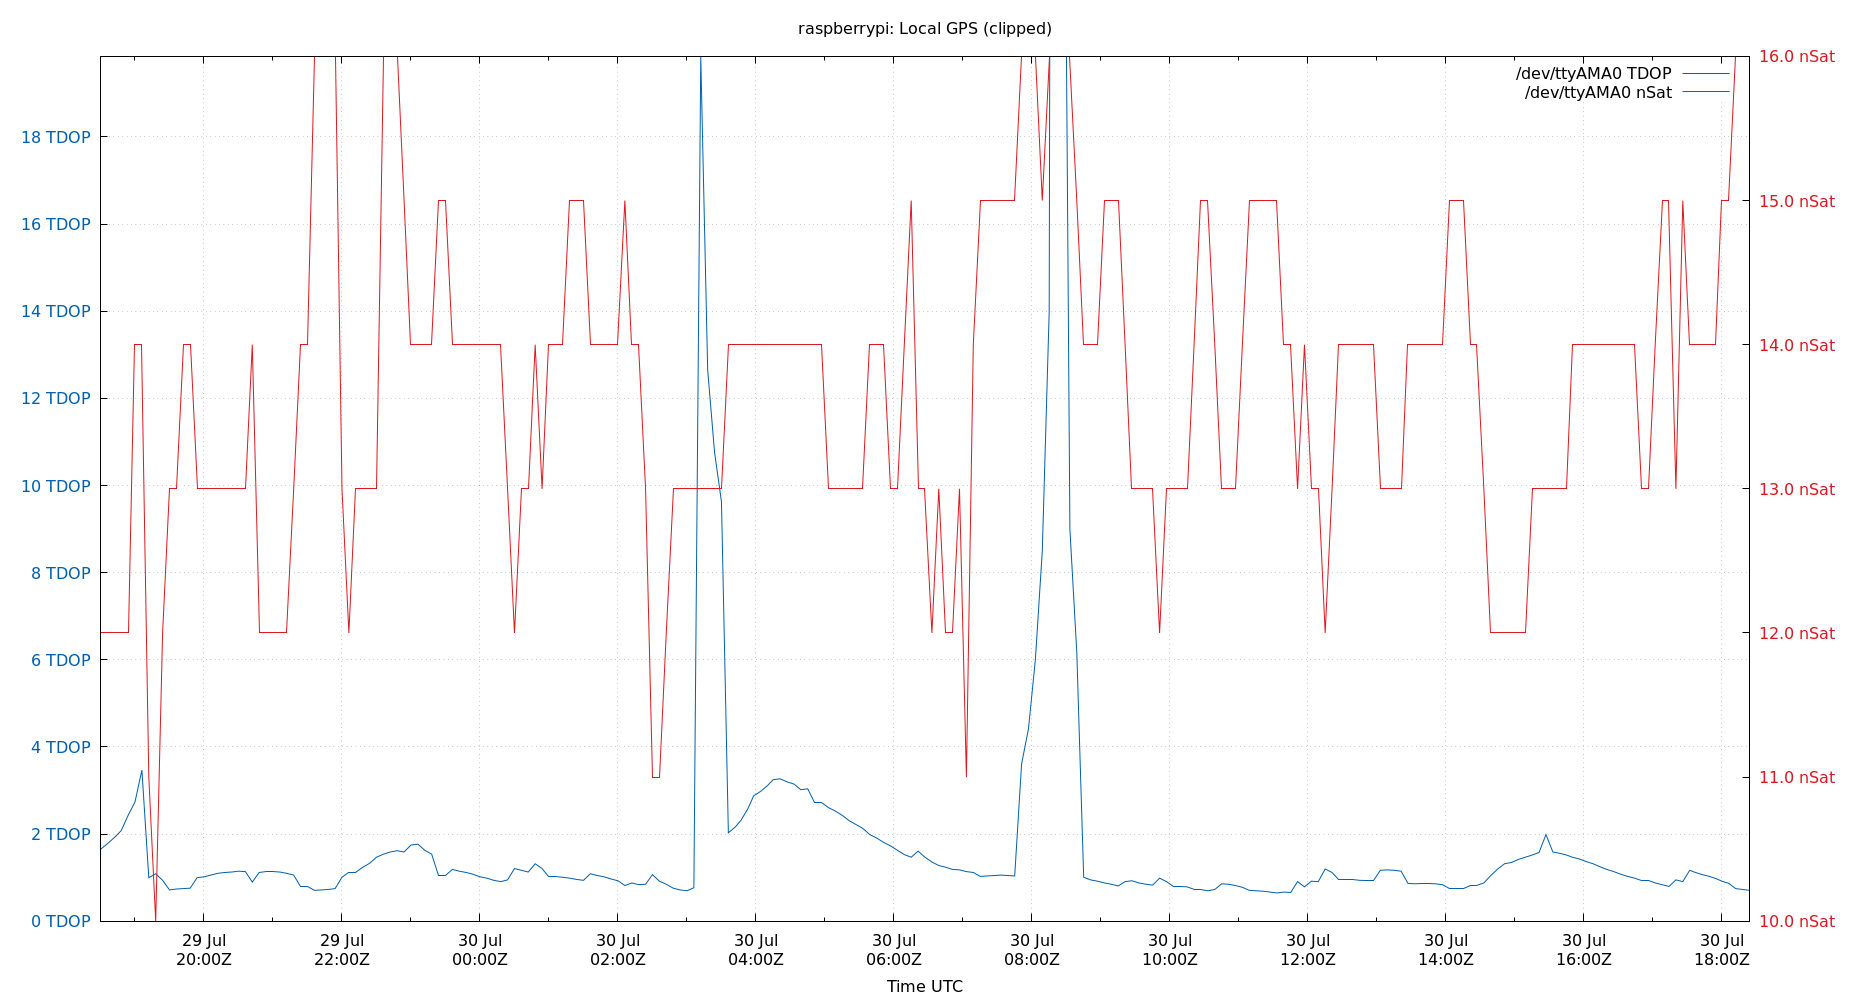 raspberrypi: Local GPS (clipped)
16.0 nSat
/dev/ttyAMA0 TDOP
/dev/ttyAMA0 nSat
18 TDOP
15.0 nSat
16 TDOP
14 TDOP
14.0 nSat
12 TDOP
10 TDOP
13.0 nSat
8 TDOP
12.0 nSat
6 TDOP
11.0 nSat
4 TDOP
2 TDOP
0 TDOP
10.0 nSat
29 Jul 29 Jul 30 Jul 30 Jul 30 Jul 30 Jul 30 Jul 30 Jul 30 Jul 30 Jul 30 Jul 30 Jul
20:00Z 22:00Z 00:00Z 02:00Z 04:00Z 06:00Z 08:00Z 10:00Z 12:00Z 14:00Z 16:00Z 18:00Z
Time UTC